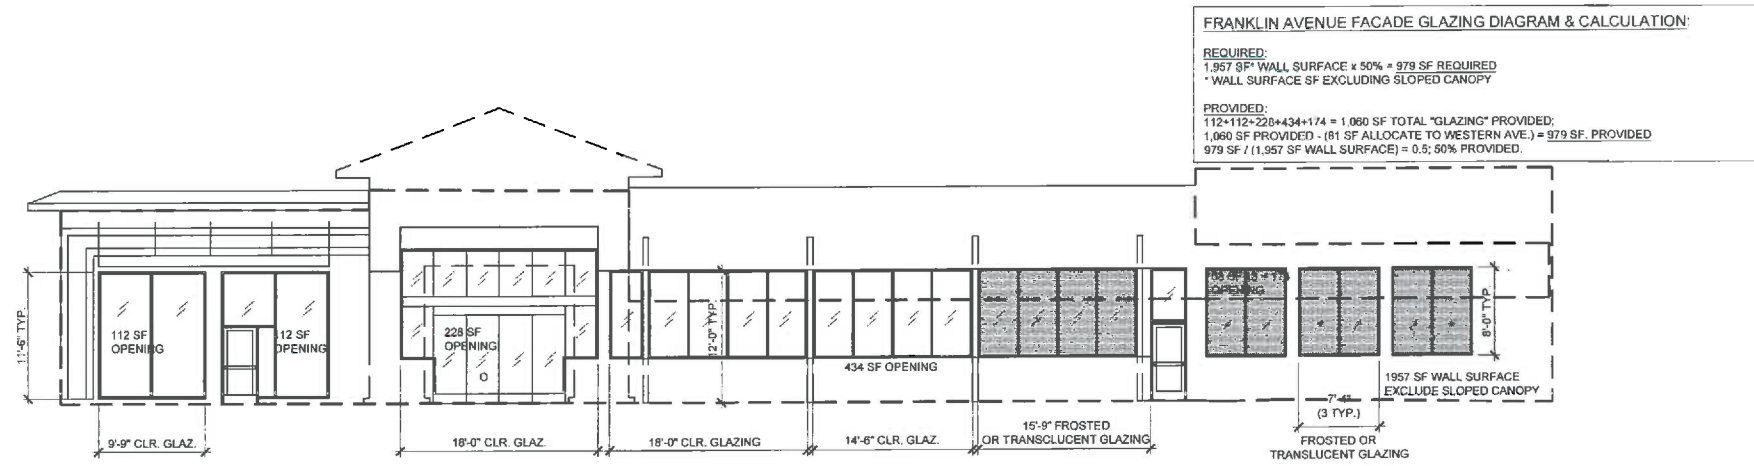 FRANKLIN AVENUE FACADE GLAZING DIAGRAM & CALCULATION:
REQUIRED:
1,957 SF* WALL SURFACE x 50% = 979 SF REQUIRED
* WALL SURFACE SF EXCLUDING SLOPED CANOPY
PROVIDED:
112+112+228+434+174 = 1,060 SF TOTAL "GLAZING" PROVIDED;
1,060 SF PROVIDED - (81 SF ALLOCATE TO WESTERN AVE.) = 979 SF. PROVIDED
979 SF / (1,957 SF WALL SURFACE) = 0.5; 50% PROVIDED.
11'-6" TYP.
112 SF
OPENING
12 SF
OPENING
228 SF
OPENING
12'-0" TYP.
434 SF OPENING
OPENING
8'-0" TYP.
1957 SF WALL SURFACE
EXCLUDE SLOPED CANOPY
7'-4"
(3 TYP.)
9'-9" CLR. GLAZ.
18'-0" CLR. GLAZ.
18'-0" CLR. GLAZING
14'-6" CLR. GLAZ.
15'-9" FROSTED
OR TRANSCLUCENT GLAZING
FROSTED OR
TRANSLUCENT GLAZING